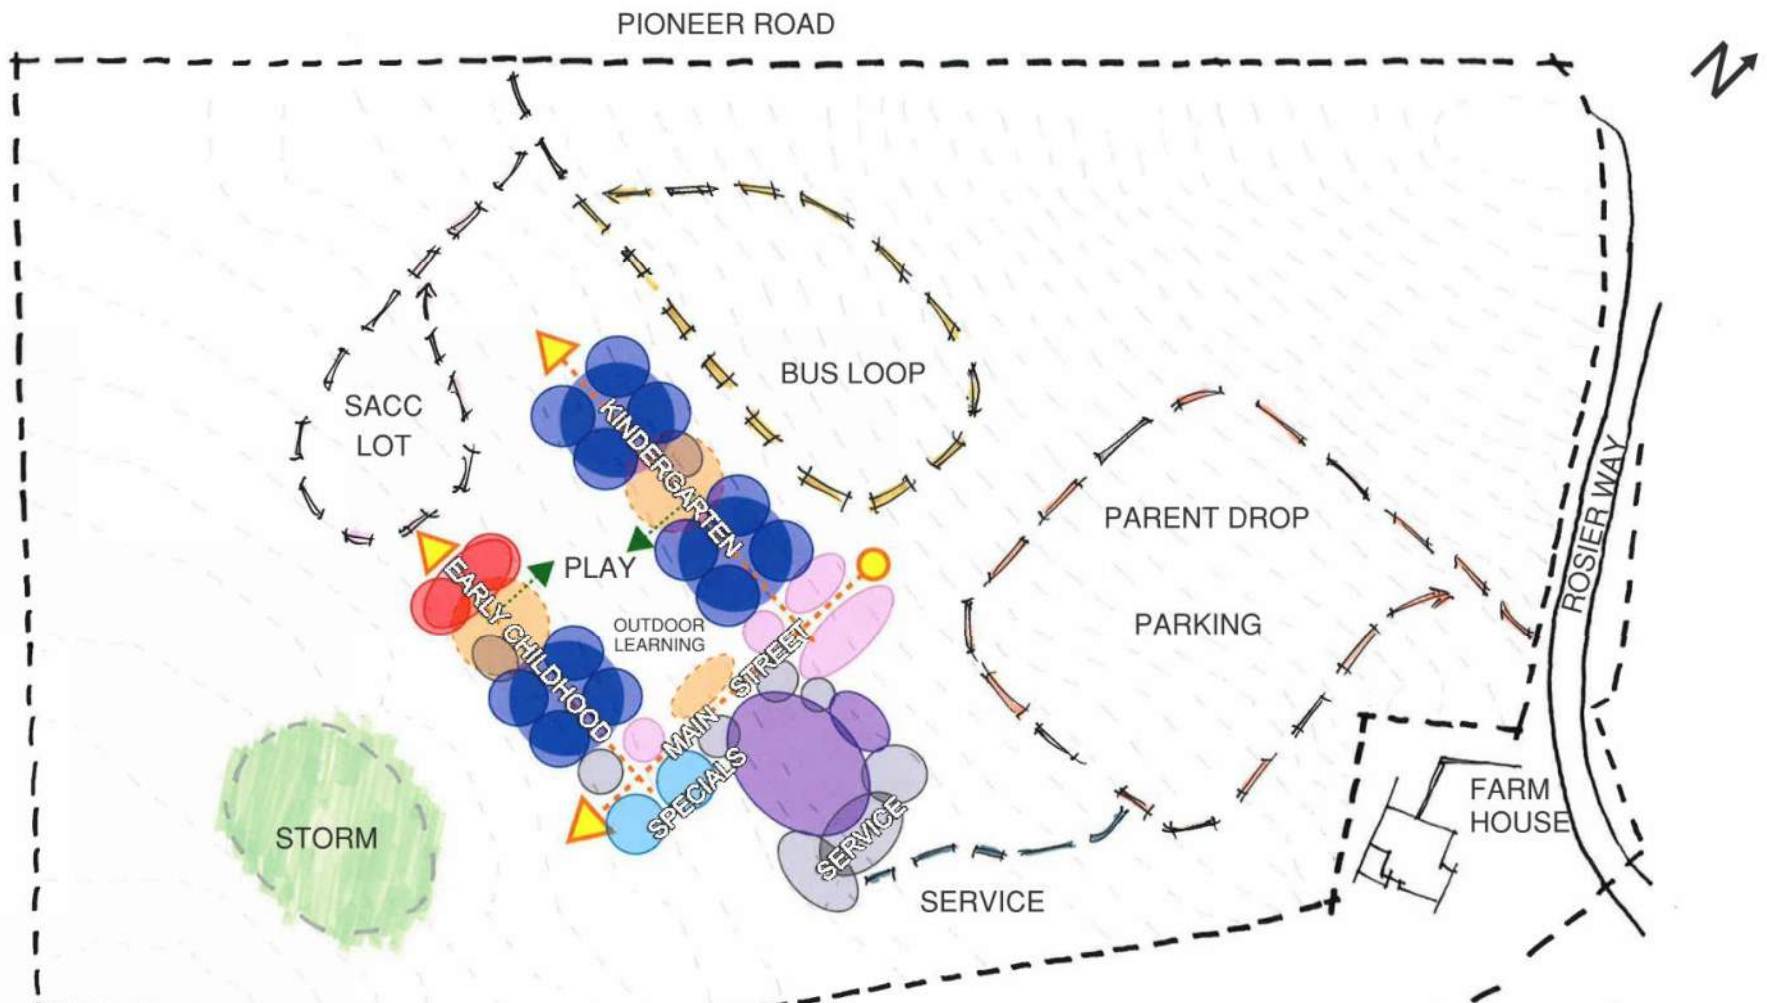 PIONEER ROAD
N
BUS LOOP
SACC
LOT
KINDERGARTEN
PARENT DROP
PLAY
EARLY CHILDHOOD
OUTDOOR
LEARNING
PARKING
ROSIER WAY
MAIN STREET
SPECIALS
STORM
SERVICE
SERVICE
FARM
HOUSE